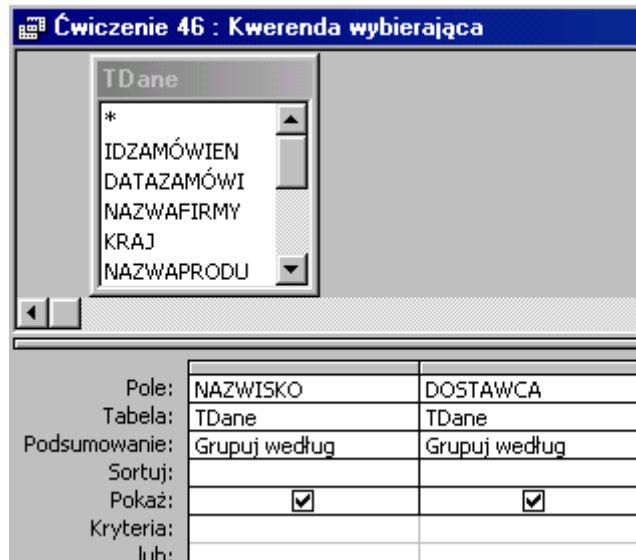 Ćwiczenie 46 : Kwerenda wybierająca
TDane
*
IDZAMÓWIEN
DATAZAMÓWI
NAZWAFIRMY
KRAJ
NAZWAPRODU
Pole: NAZWISKO DOSTAWCA
Tabela: TDane TDane
Podsumowanie: Grupuj według Grupuj według
Sortuj:
Pokaż:
Kryteria:
lub: